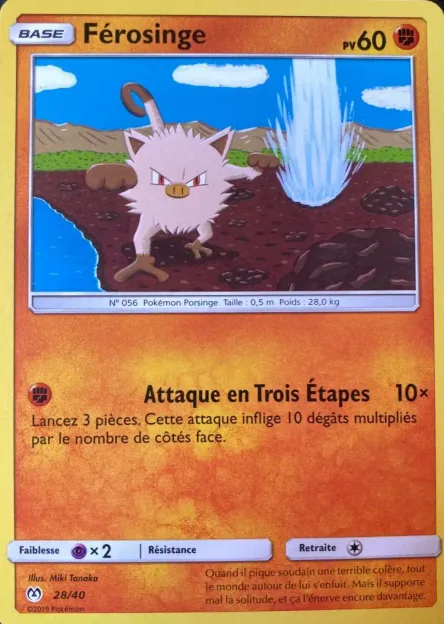 BASE Férosinge PV60
N° 056 Pokémon Porsinge Taille : 0,5 m Poids : 28,0 kg
Attaque en Trois Étapes 10×
Lancez 3 pièces. Cette attaque inflige 10 dégâts multipliés
par le nombre de côtés face.
Faiblesse ×2 Résistance Retraite
Illus. Miki Tanaka
28/40
©2019 Pokémon
Quand il pique soudain une terrible colère, tout
le monde autour de lui s'enfuit. Mais il supporte
mal la solitude, et ça l'énerve encore davantage.